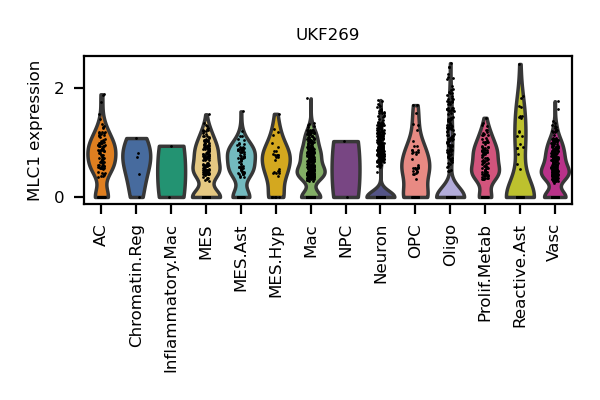 UKF269
MLC1 expression
2
0
AC
Chromatin.Reg
Inflammatory.Mac
MES
MES.Ast
MES.Hyp
Mac
NPC
Neuron
OPC
Oligo
Prolif.Metab
Reactive.Ast
Vasc